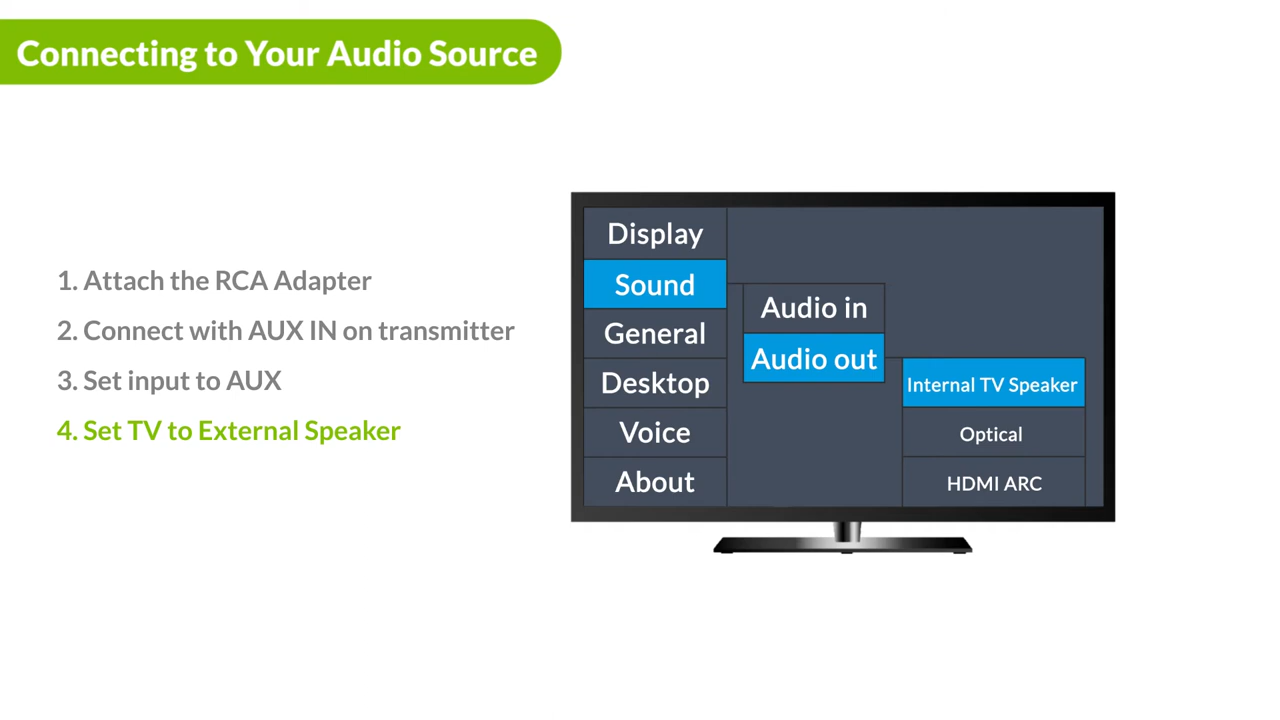 Connecting to Your Audio Source
1. Attach the RCA Adapter
2. Connect with AUX IN on transmitter
3. Set input to AUX
4. Set TV to External Speaker
Display
Sound
General
Desktop
Voice
About
Audio in
Audio out
Internal TV Speaker
Optical
HDMI ARC